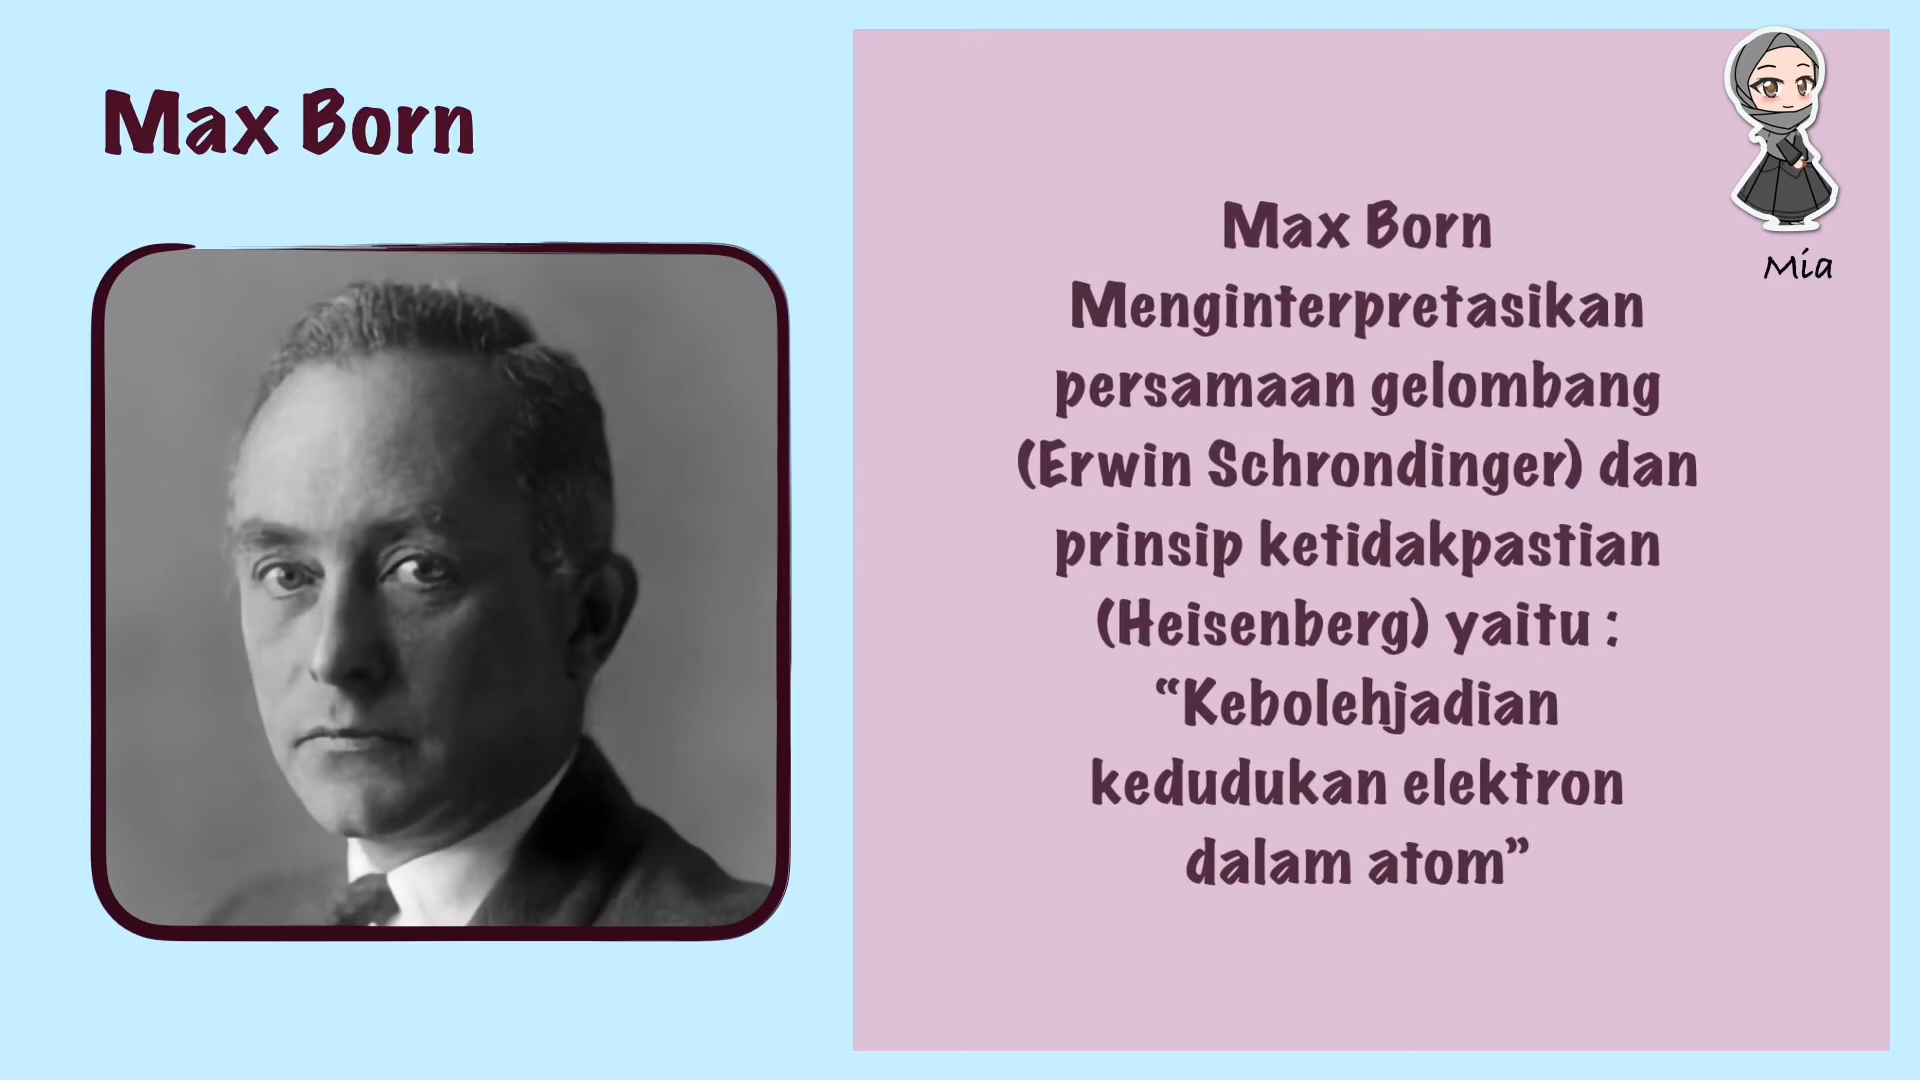 Max Born
Max Born
Menginterpretasikan
persamaan gelombang
(Erwin Schrondinger) dan
prinsip ketidakpastian
(Heisenberg) yaitu :
“Kebolehjadian
kedudukan elektron
dalam atom”
Mia